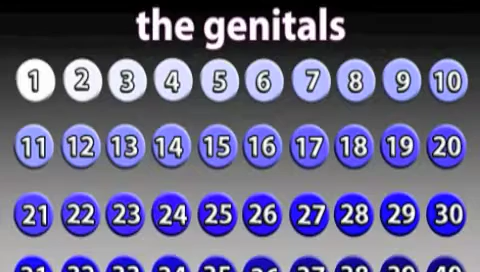 the genitals
1 2 3 4 5 6 7 8 9 10
11 12 13 14 15 16 17 18 19 20
21 22 23 24 25 26 27 28 29 30